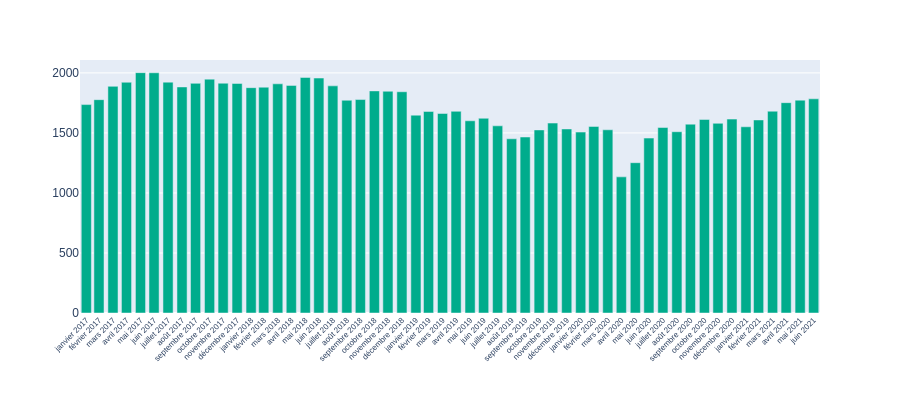 2000
1500
1000
500
0
janvier 2017
février 2017
mars 2017
avril 2017
mai 2017
juin 2017
juillet 2017
août 2017
septembre 2017
octobre 2017
novembre 2017
décembre 2017
janvier 2018
février 2018
mars 2018
avril 2018
mai 2018
juin 2018
juillet 2018
août 2018
septembre 2018
octobre 2018
novembre 2018
décembre 2018
janvier 2019
février 2019
mars 2019
avril 2019
mai 2019
juin 2019
juillet 2019
août 2019
septembre 2019
octobre 2019
novembre 2019
décembre 2019
janvier 2020
février 2020
mars 2020
avril 2020
mai 2020
juin 2020
juillet 2020
août 2020
septembre 2020
octobre 2020
novembre 2020
décembre 2020
janvier 2021
février 2021
mars 2021
avril 2021
mai 2021
juin 2021